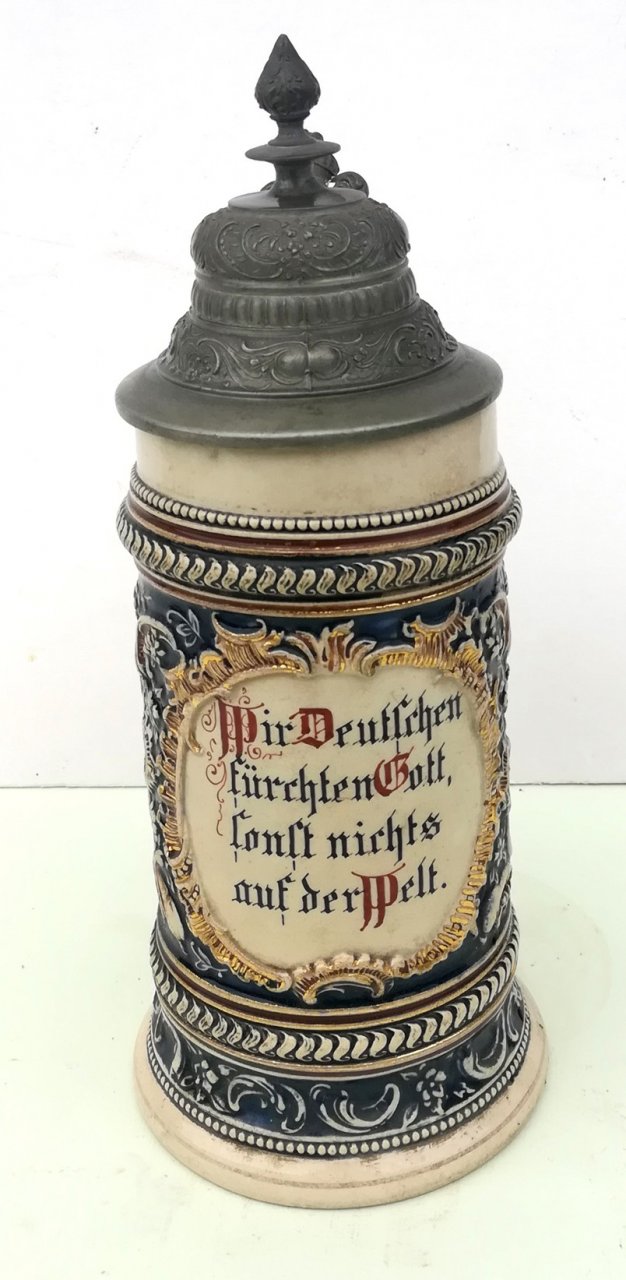 Wir Deutſchen
fürchten Gott,
ſonſt nichts
auf der Welt.